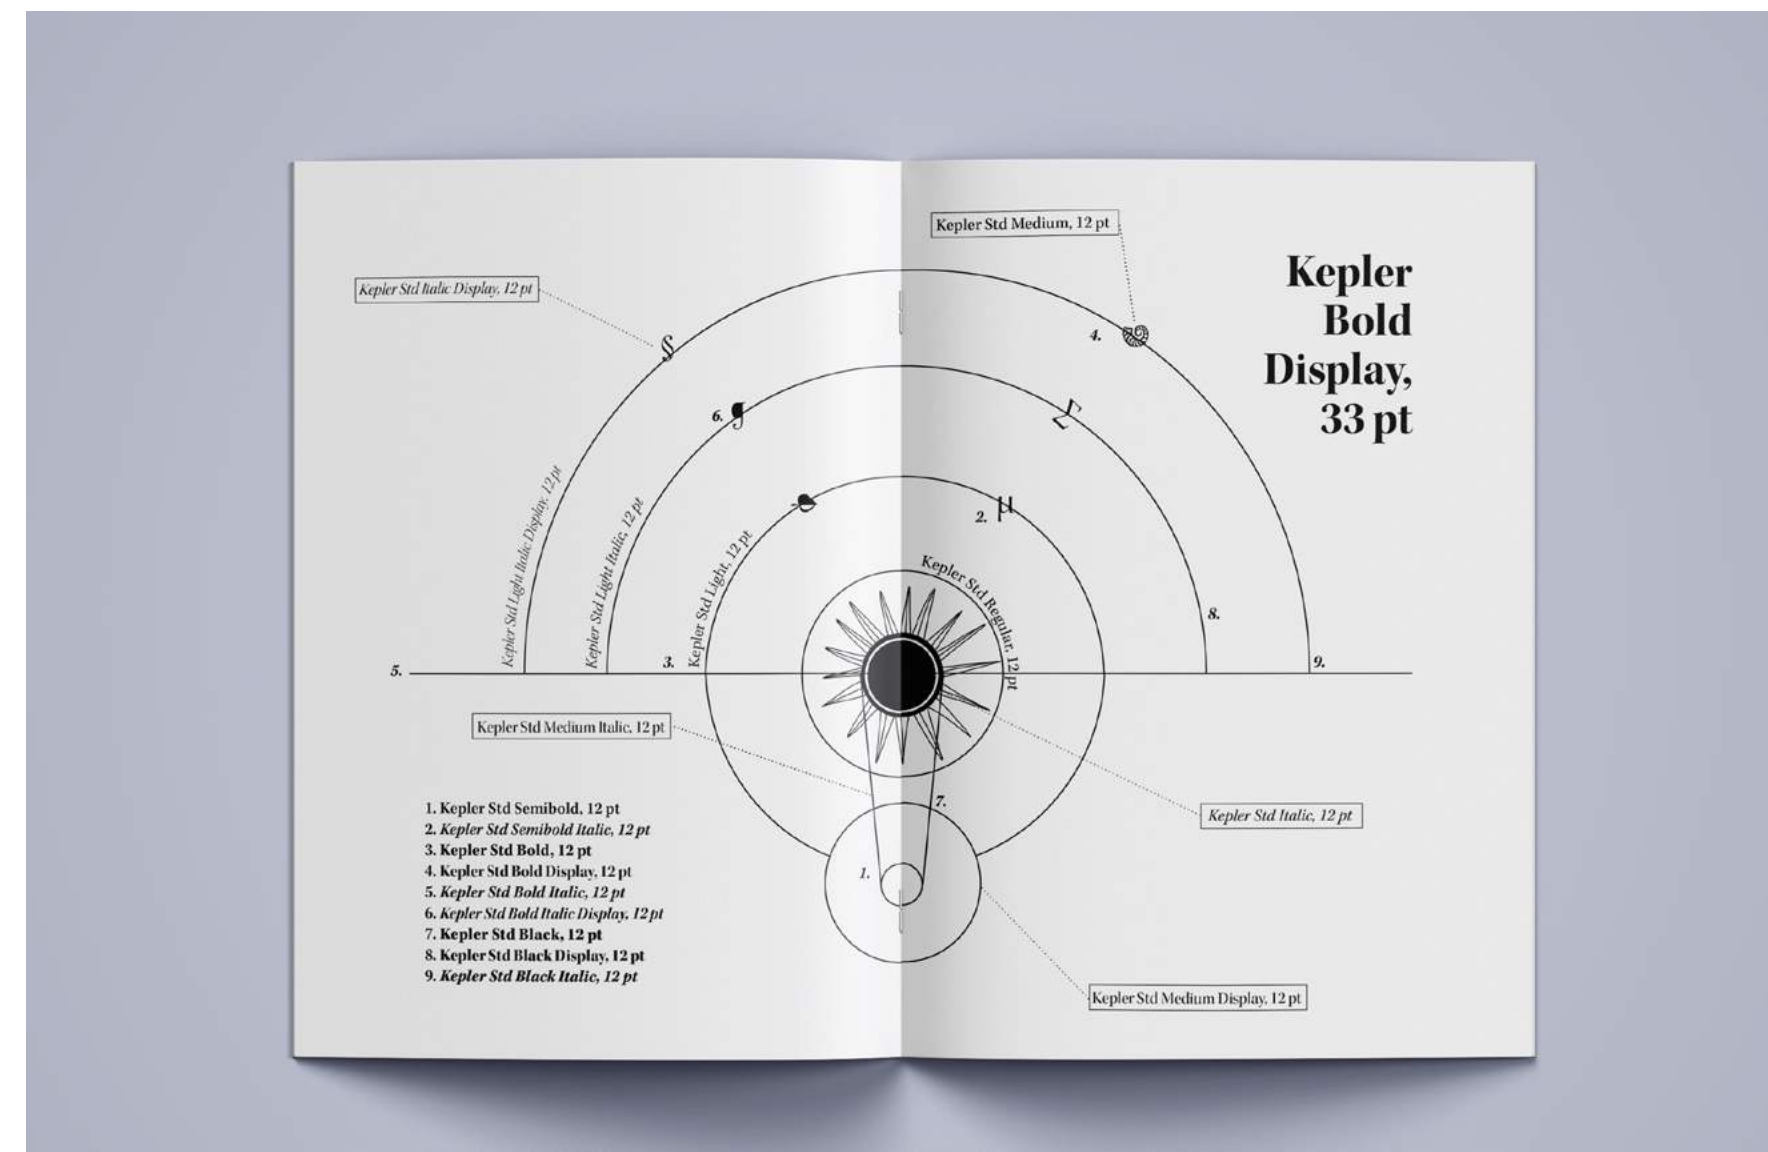 Kepler Std Medium, 12 pt
Kepler
Bold
Display,
33 pt
Kepler Std Italic Display, 12 pt
§
4.
6.
¶
Σ
2.
µ
Kepler Std Light Italic Display, 12 pt
Kepler Std Light Italic, 12 pt
Kepler Std Light, 12 pt
Kepler Std Regular, 12 pt
8.
5.
3.
9.
Kepler Std Medium Italic, 12 pt
7.
1.
Kepler Std Italic, 12 pt
1. Kepler Std Semibold, 12 pt
2. Kepler Std Semibold Italic, 12 pt
3. Kepler Std Bold, 12 pt
4. Kepler Std Bold Display, 12 pt
5. Kepler Std Bold Italic, 12 pt
6. Kepler Std Bold Italic Display, 12 pt
7. Kepler Std Black, 12 pt
8. Kepler Std Black Display, 12 pt
9. Kepler Std Black Italic, 12 pt
Kepler Std Medium Display, 12 pt